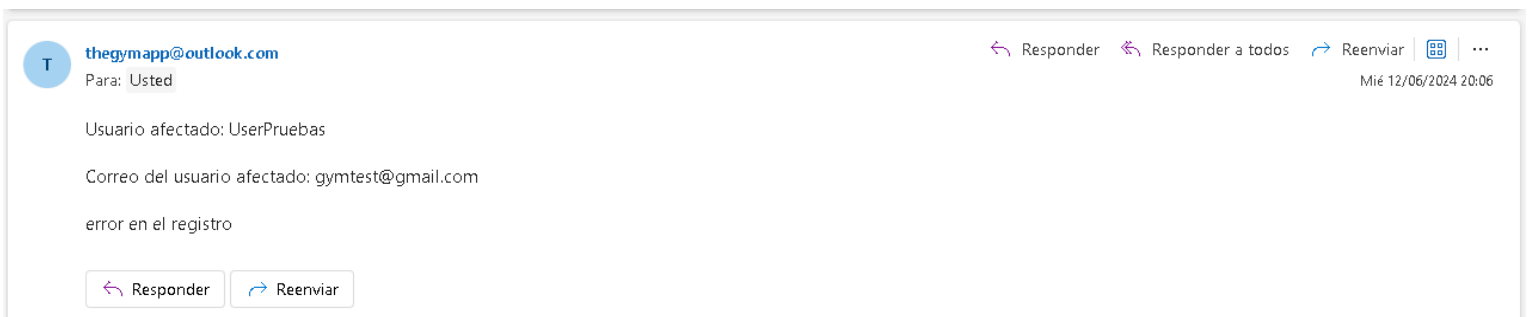 T
thegymapp@outlook.com
Responder
Responder a todos
Reenviar
Para: Usted
Mié 12/06/2024 20:06
Usuario afectado: UserPruebas
Correo del usuario afectado: gymtest@gmail.com
error en el registro
Responder
Reenviar